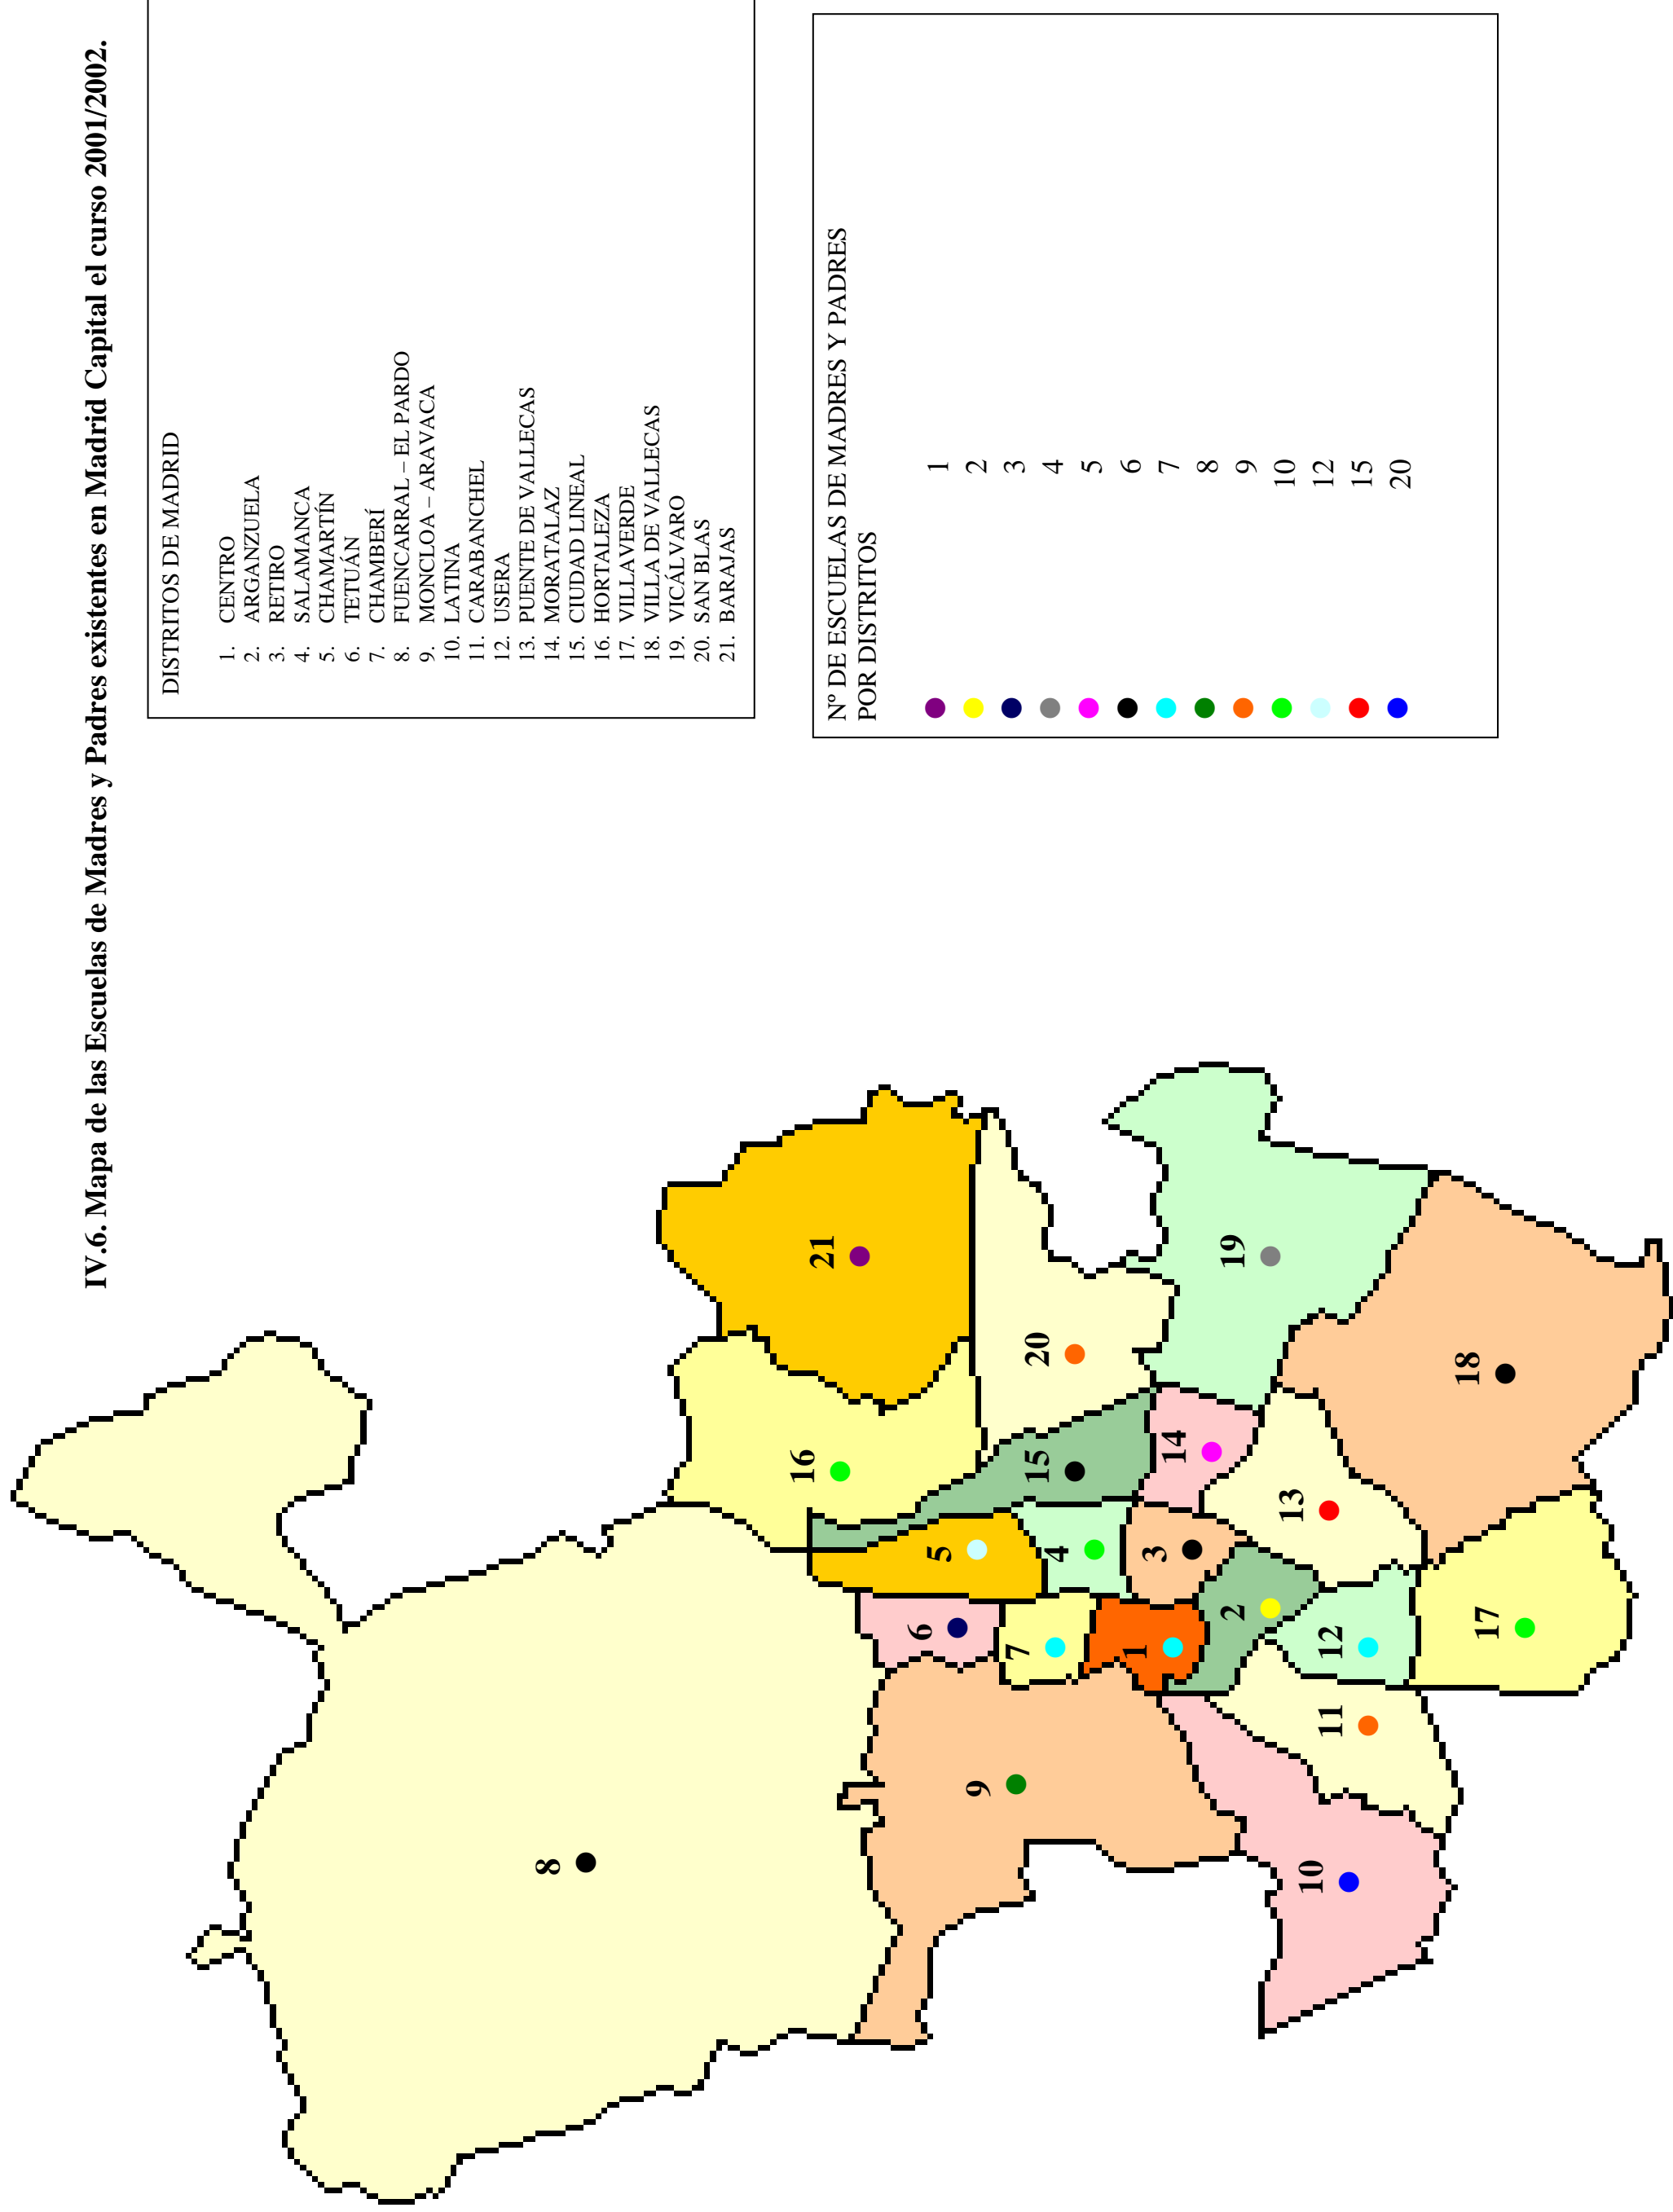 IV.6. Mapa de las Escuelas de Madres y Padres existentes en Madrid Capital el curso 2001/2002.
DISTRITOS DE MADRID
1. CENTRO
2. ARGANZUELA
3. RETIRO
4. SALAMANCA
5. CHAMARTÍN
6. TETUÁN
7. CHAMBERÍ
8. FUENCARRAL – EL PARDO
9. MONCLOA – ARAVACA
10. LATINA
11. CARABANCHEL
12. USERA
13. PUENTE DE VALLECAS
14. MORATALAZ
15. CIUDAD LINEAL
16. HORTALEZA
17. VILLAVERDE
18. VILLA DE VALLECAS
19. VICÁLVARO
20. SAN BLAS
21. BARAJAS
Nº DE ESCUELAS DE MADRES Y PADRES
POR DISTRITOS
1
2
3
4
5
6
7
8
9
10
12
15
20
8
16
21
6
5
9
7
4
15
20
1
3
14
2
19
10
11
12
13
18
17